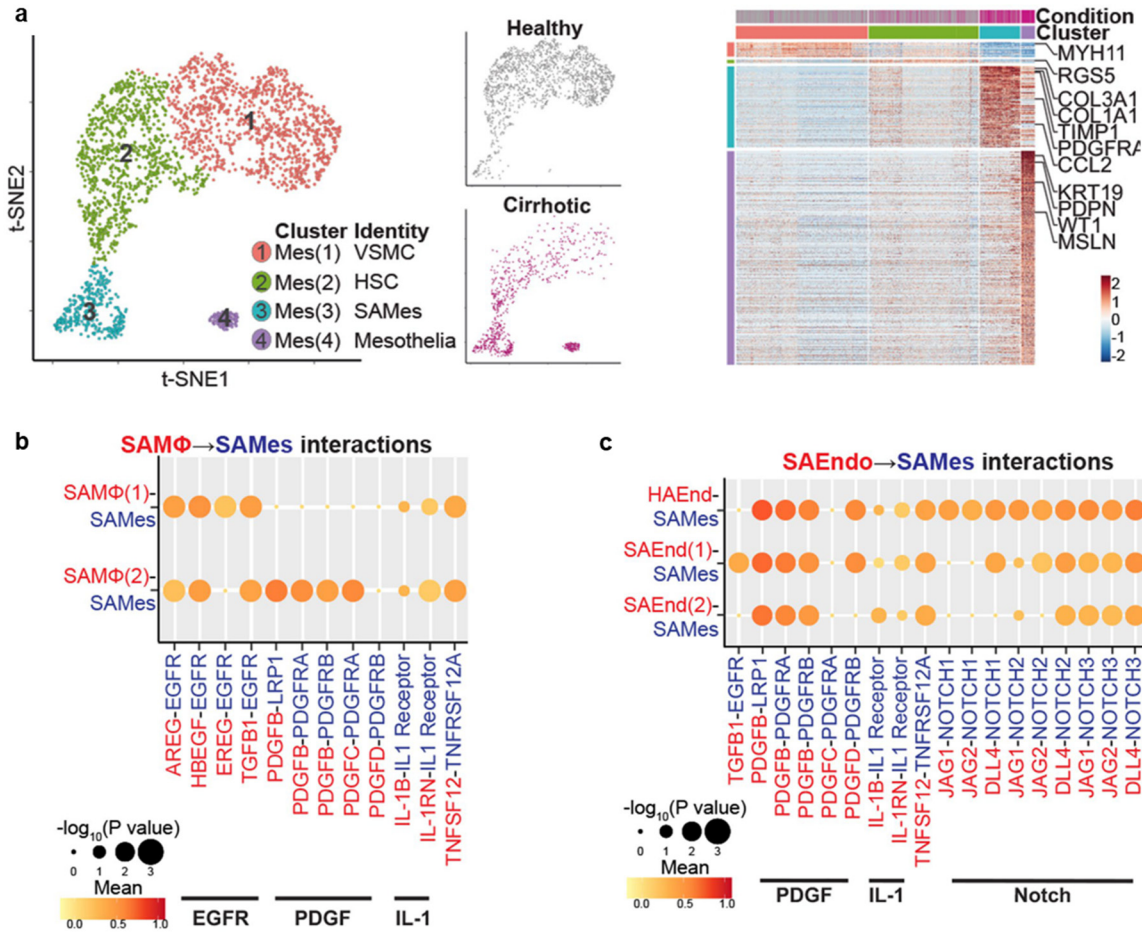 a
t-SNE2
t-SNE1
1
2
3
4
Cluster Identity
1 Mes(1) VSMC
2 Mes(2) HSC
3 Mes(3) SAMes
4 Mes(4) Mesothelia
Healthy
Cirrhotic
Condition
Cluster
MYH11
RGS5
COL3A1
COL1A1
TIMP1
PDGFRA
CCL2
KRT19
PDPN
WT1
MSLN
2
1
0
-1
-2
b
SAMΦ→SAMes interactions
SAMΦ(1)-
SAMes
SAMΦ(2)-
SAMes
AREG-EGFR
HBEGF-EGFR
EREG-EGFR
TGFB1-EGFR
PDGFB-LRP1
PDGFB-PDGFRA
PDGFB-PDGFRB
PDGFC-PDGFRA
PDGFD-PDGFRB
IL-1B-IL1 Receptor
IL-1RN-IL1 Receptor
TNFSF12-TNFRSF12A
-log10(P value)
0 1 2 3
Mean
0.0 0.5 1.0
EGFR
PDGF
IL-1
c
SAEndo→SAMes interactions
HAEnd-
SAMes
SAEnd(1)-
SAMes
SAEnd(2)-
SAMes
TGFB1-EGFR
PDGFB-LRP1
PDGFB-PDGFRA
PDGFB-PDGFRB
PDGFC-PDGFRA
PDGFD-PDGFRB
IL-1B-IL1 Receptor
IL-1RN-IL1 Receptor
TNFSF12-TNFRSF12A
JAG1-NOTCH1
JAG2-NOTCH1
DLL4-NOTCH1
JAG1-NOTCH2
JAG2-NOTCH2
DLL4-NOTCH2
JAG1-NOTCH3
JAG2-NOTCH3
DLL4-NOTCH3
-log10(P value)
0 1 2 3
Mean
0.0 0.5 1.0
PDGF
IL-1
Notch